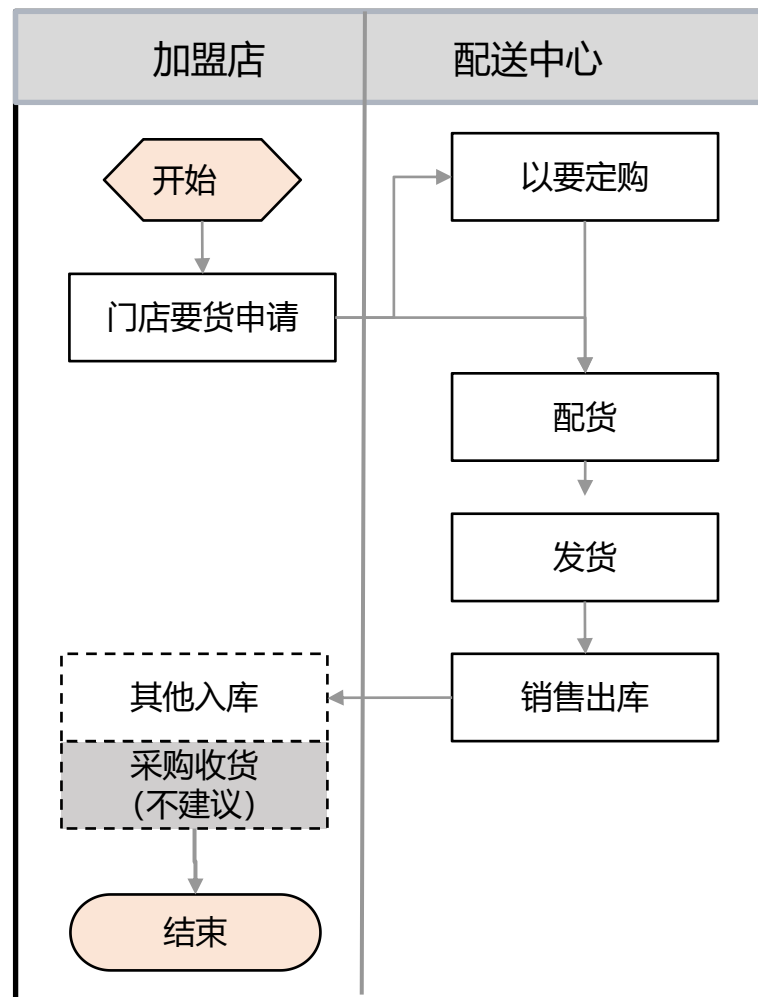 加盟店
配送中心
开始
以要定购
门店要货申请
配货
发货
其他入库
销售出库
采购收货
（不建议）
结束